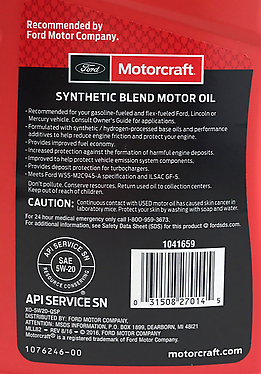 Recommended by
Ford Motor Company.
Ford Motorcraft®
SYNTHETIC BLEND MOTOR OIL
• Recommended for your gasoline-fueled and flex-fueled Ford, Lincoln or
Mercury vehicle. Consult Owner's Guide for applications.
• Formulated with synthetic / hydrogen-processed base oils and performance
additives to help reduce engine friction and protect your engine.
• Provides improved fuel economy.
• Increased protection against the formation of harmful engine deposits.
• Improved to help protect vehicle emission system components.
• Provides deposit protection for turbochargers.
• Meets Ford WSS-M2C945-A specification and ILSAC GF-5.
Don't pollute. Conserve resources. Return used oil to collection centers.
Keep out of reach of children.
CAUTION: Continuous contact with USED motor oil has caused skin cancer in
laboratory mice. Protect your skin by washing with soap and water.
For 24 hour medical emergency only call 1-800-959-3673.
For additional information, see Safety Data Sheet (SDS) for this product @ fordsds.com.
1041659
API SERVICE SN
SAE
5W-20
RESOURCE CONSERVING
0 31508 27014 5
API SERVICE SN
XO-5W20-QSP
DISTRIBUTED BY: FORD MOTOR COMPANY.
ATTENTION: MSDS INFORMATION, P.O. BOX 1899, DEARBORN, MI 48121
MLL82 - REV 8/16 - © 2016, FORD MOTOR COMPANY
Motorcraft® is a registered trademark of Ford Motor Company.
1076246-00
motorcraft.com